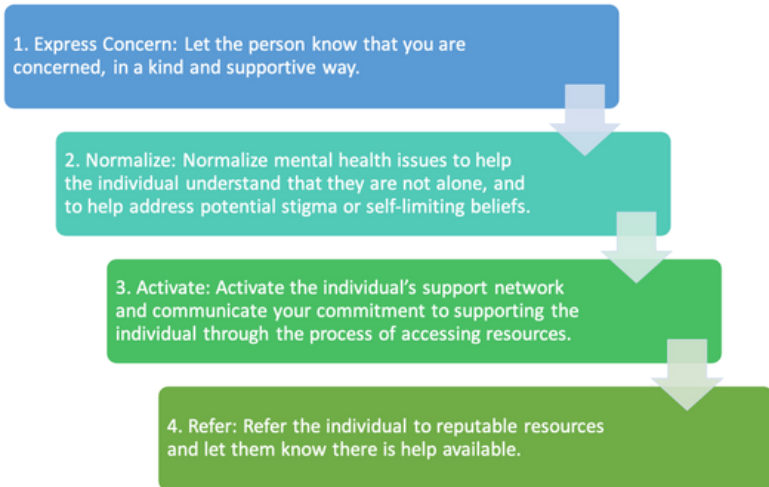 1. Express Concern: Let the person know that you are
concerned, in a kind and supportive way.
2. Normalize: Normalize mental health issues to help
the individual understand that they are not alone, and
to help address potential stigma or self-limiting beliefs.
3. Activate: Activate the individual’s support network
and communicate your commitment to supporting the
individual through the process of accessing resources.
4. Refer: Refer the individual to reputable resources
and let them know there is help available.